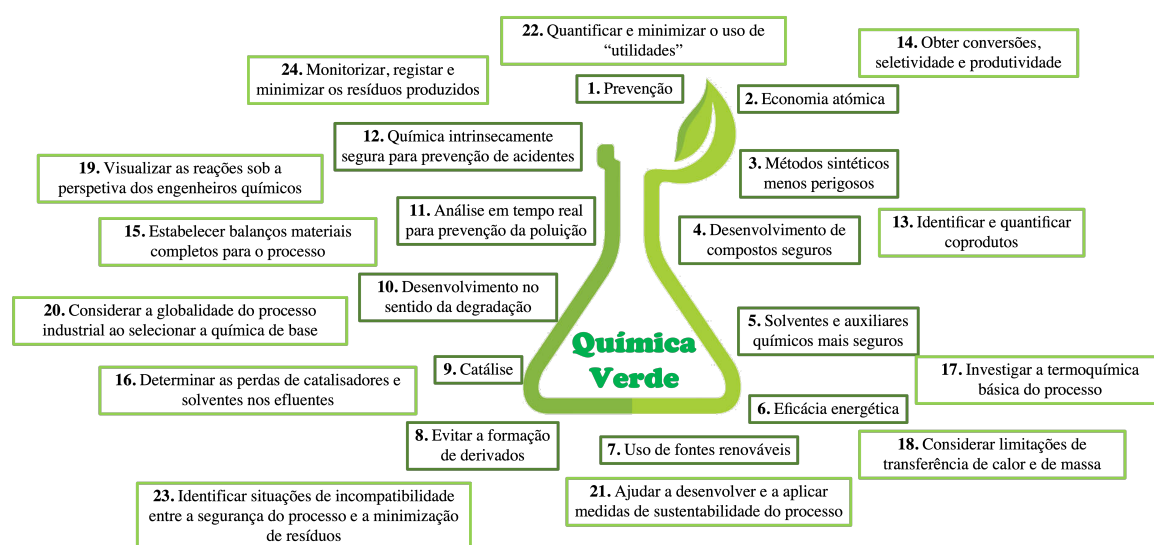 22. Quantificar e minimizar o uso de
“utilidades”
14. Obter conversões,
seletividade e produtividade
24. Monitorizar, registar e
minimizar os resíduos produzidos
1. Prevenção
2. Economia atómica
12. Química intrinsecamente
segura para prevenção de acidentes
3. Métodos sintéticos
menos perigosos
19. Visualizar as reações sob a
perspetiva dos engenheiros químicos
11. Análise em tempo real
para prevenção da poluição
4. Desenvolvimento de
compostos seguros
13. Identificar e quantificar
coprodutos
15. Estabelecer balanços materiais
completos para o processo
10. Desenvolvimento no
sentido da degradação
20. Considerar a globalidade do processo
industrial ao selecionar a química de base
5. Solventes e auxiliares
químicos mais seguros
Química
Verde
9. Catálise
17. Investigar a termoquímica
básica do processo
16. Determinar as perdas de catalisadores e
solventes nos efluentes
6. Eficácia energética
8. Evitar a formação
de derivados
7. Uso de fontes renováveis
18. Considerar limitações de
transferência de calor e de massa
23. Identificar situações de incompatibilidade
entre a segurança do processo e a minimização
de resíduos
21. Ajudar a desenvolver e a aplicar
medidas de sustentabilidade do processo